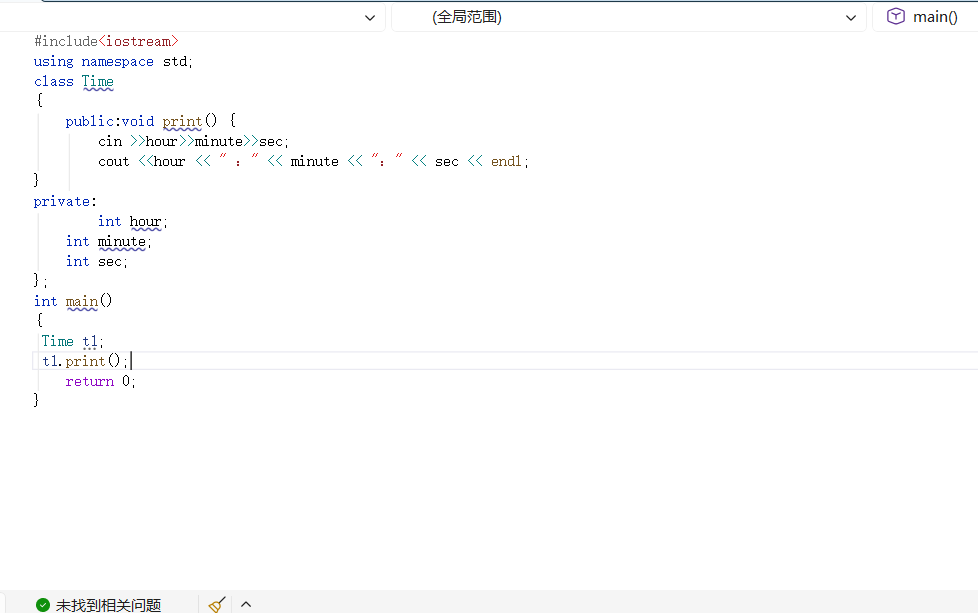 (全局范围) main()
#include<iostream>
using namespace std;
class Time
{
public:void print() {
cin >>hour>>minute>>sec;
cout <<hour << " : " << minute << ": " << sec << endl;
}
private:
int hour;
int minute;
int sec;
};
int main()
{
Time t1;
t1.print();
return 0;
}
未找到相关问题